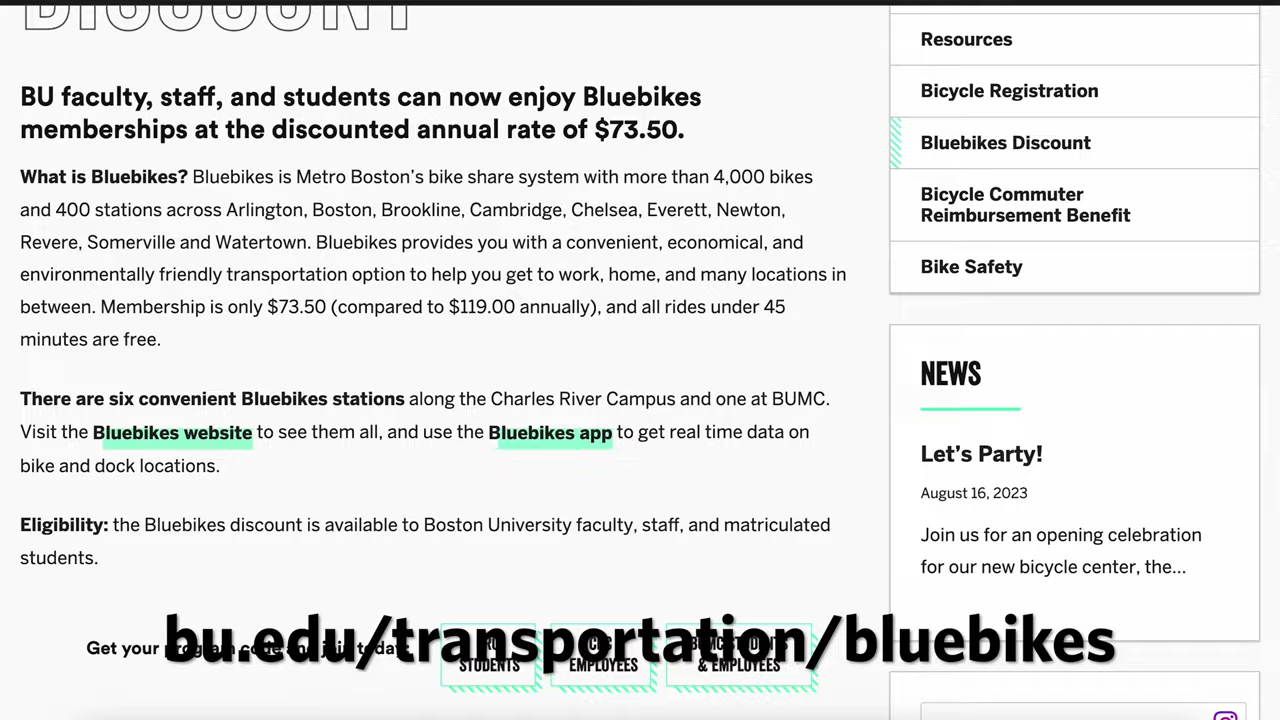 DISCOUNT
BU faculty, staff, and students can now enjoy Bluebikes
memberships at the discounted annual rate of $73.50.
What is Bluebikes? Bluebikes is Metro Boston's bike share system with more than 4,000 bikes
and 400 stations across Arlington, Boston, Brookline, Cambridge, Chelsea, Everett, Newton,
Revere, Somerville and Watertown. Bluebikes provides you with a convenient, economical, and
environmentally friendly transportation option to help you get to work, home, and many locations in
between. Membership is only $73.50 (compared to $119.00 annually), and all rides under 45
minutes are free.
There are six convenient Bluebikes stations along the Charles River Campus and one at BUMC.
Visit the Bluebikes website to see them all, and use the Bluebikes app to get real time data on
bike and dock locations.
Eligibility: the Bluebikes discount is available to Boston University faculty, staff, and matriculated
students.
Get your program code and join today:
STUDENTS
EMPLOYEES
& EMPLOYEES
bu.edu/transportation/bluebikes
Resources
Bicycle Registration
Bluebikes Discount
Bicycle Commuter
Reimbursement Benefit
Bike Safety
NEWS
Let's Party!
August 16, 2023
Join us for an opening celebration
for our new bicycle center, the...